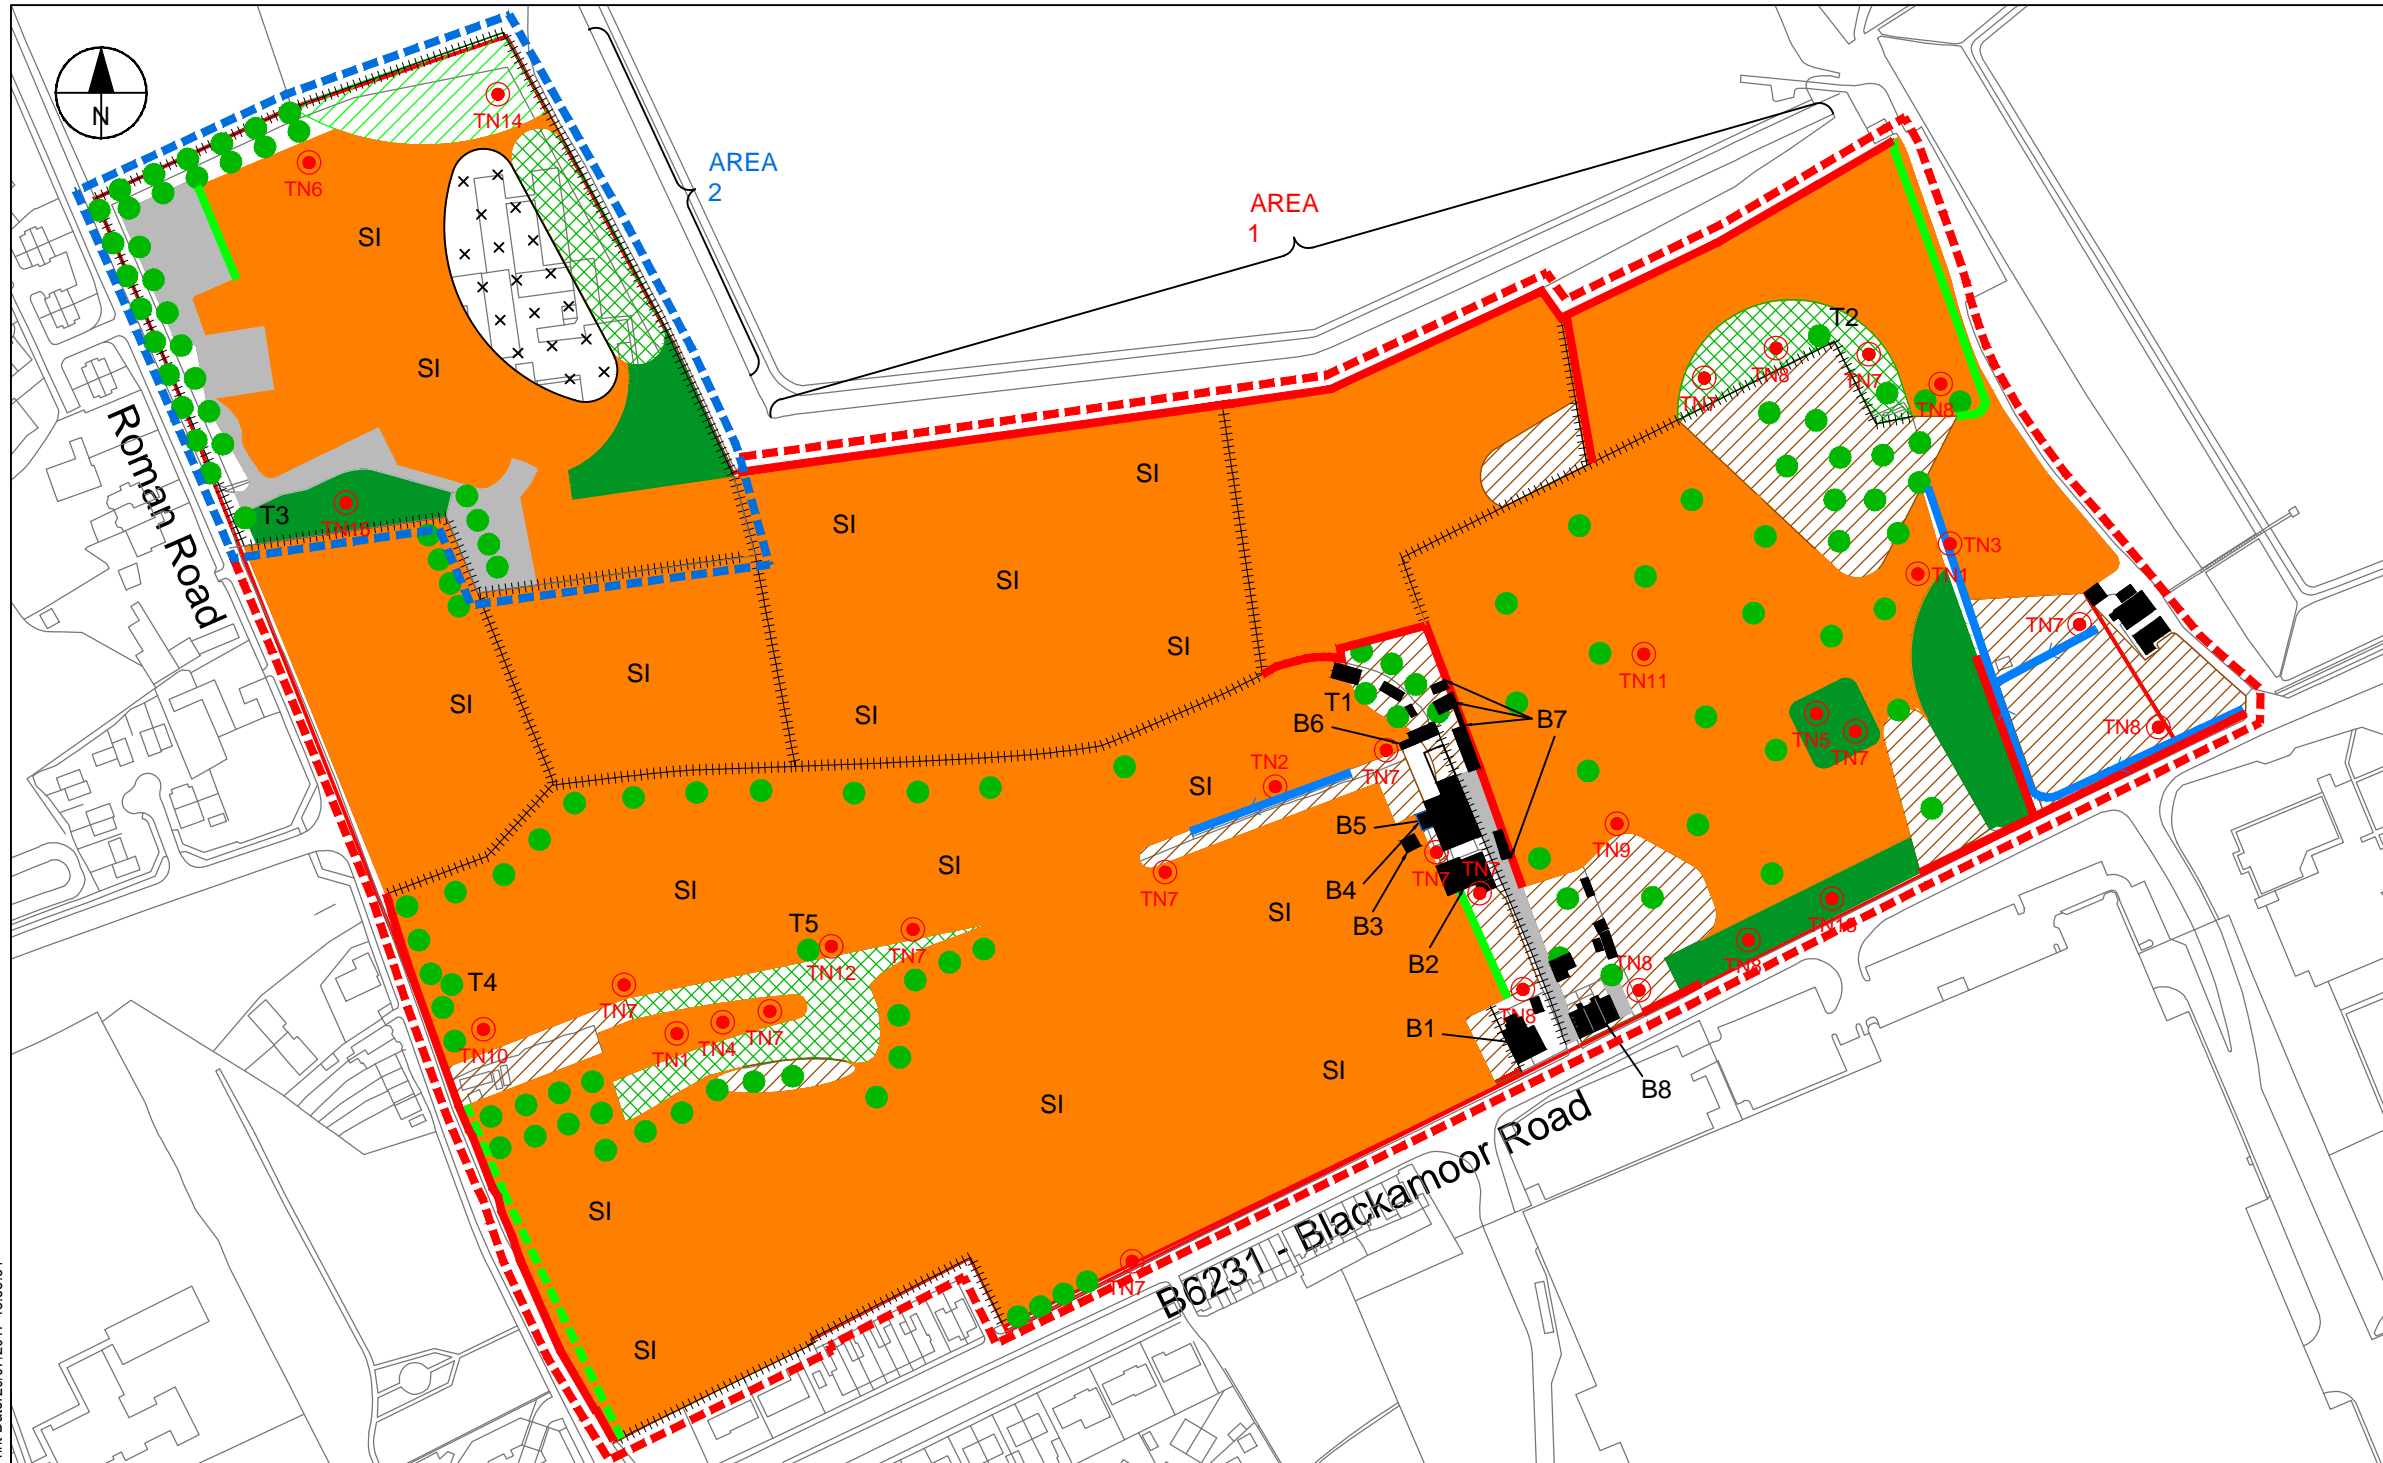 N
TN14
AREA
2
AREA
1
TN6
SI
SI
T2
TN8
TN7
TN7
TN8
SI
T3
SI
TN3
SI
TN1
Roman Road
TN7
SI
SI
TN11
SI
T1
B6
B7
SI
TN5
TN7
TN8
TN2
TN7
SI
B5
TN9
SI
SI
TN7
TN7
TN7
B4
SI
B3
T5
TN12
TN7
TN13
TN8
B2
TN8
T4
TN7
TN10
TN1
TN4
TN7
TN8
B1
SI
B8
SI
SI
TN7
B6231 - Blackamoor Road
SI